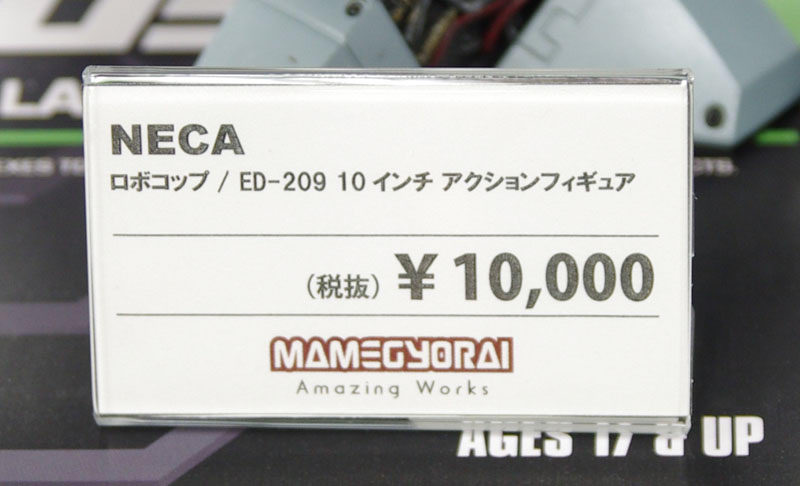 NECA
ロボコップ / ED-209 10 インチ アクションフィギュア
(税抜) ¥ 10,000
MAMEGYORAI
Amazing Works
AGES 17 & UP